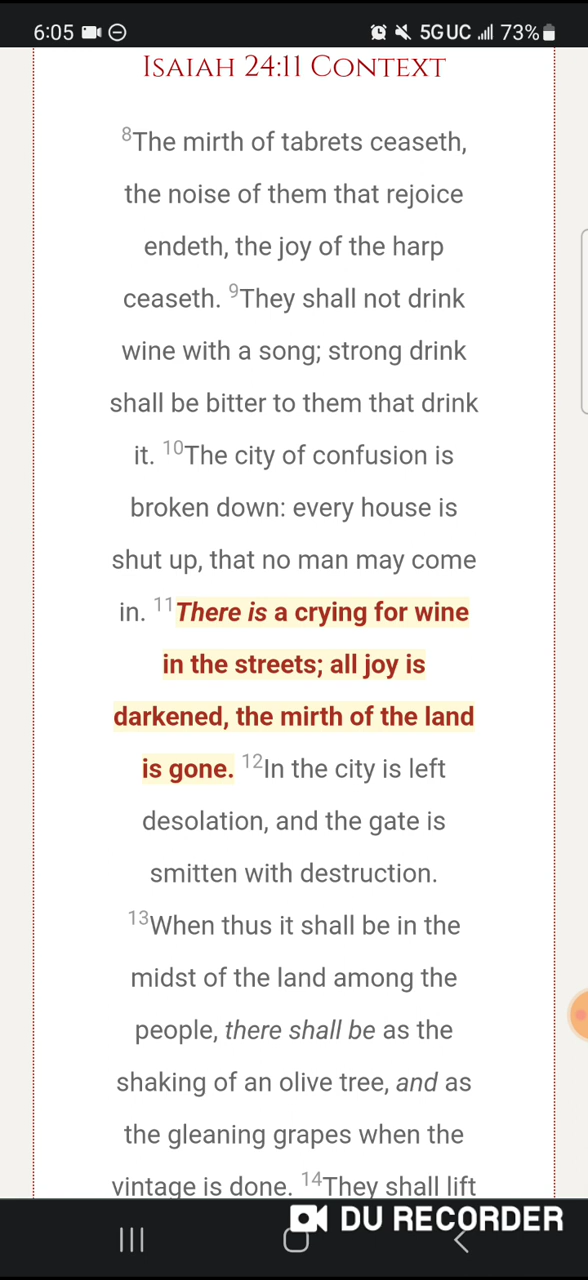 6:05 5G UC 73%
ISAIAH 24:11 CONTEXT
8The mirth of tabrets ceaseth,
the noise of them that rejoice
endeth, the joy of the harp
ceaseth. 9They shall not drink
wine with a song; strong drink
shall be bitter to them that drink
it. 10The city of confusion is
broken down: every house is
shut up, that no man may come
in. 11There is a crying for wine
in the streets; all joy is
darkened, the mirth of the land
is gone. 12In the city is left
desolation, and the gate is
smitten with destruction.
13When thus it shall be in the
midst of the land among the
people, there shall be as the
shaking of an olive tree, and as
the gleaning grapes when the
vintage is done. 14They shall lift
DU RECORDER